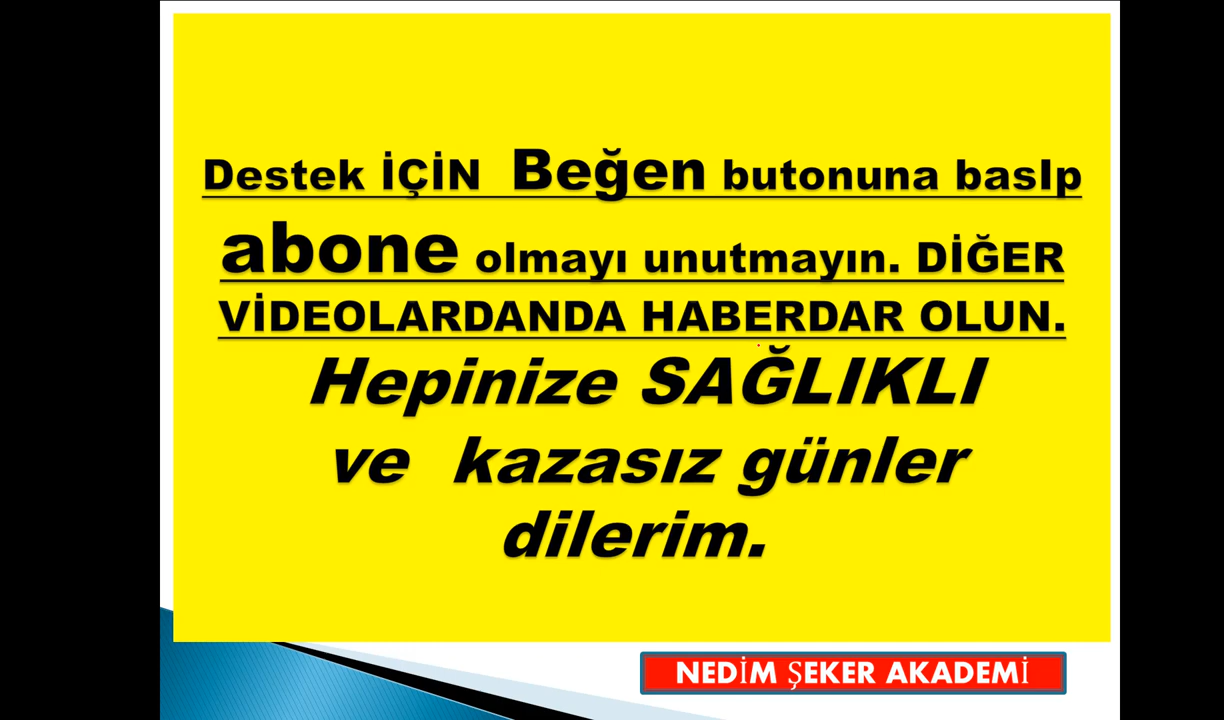 Destek İÇİN Beğen butonuna basIp
abone olmayı unutmayın. DİĞER
VİDEOLARDANDA HABERDAR OLUN.
Hepinize SAĞLIKLI
ve kazasız günler
dilerim.
NEDİM ŞEKER AKADEMİ